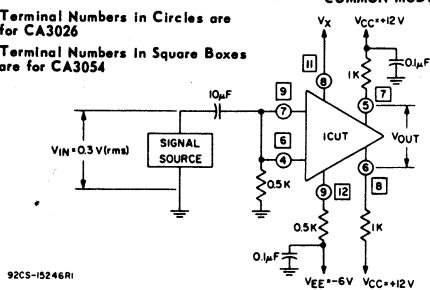 COMMON MODE
Terminal Numbers in Circles are
for CA3026
Terminal Numbers in Square Boxes
are for CA3054
VX
VCC=+12V
11
8
0.1μF
1K
10μF
9
7
5
7
6
4
ICUT
VOUT
VIN=0.3V(rms)
SIGNAL
SOURCE
6
8
9
12
0.5K
0.5K
1K
0.1μF
92CS-15246RI
VEE=-6V
VCC=+12V